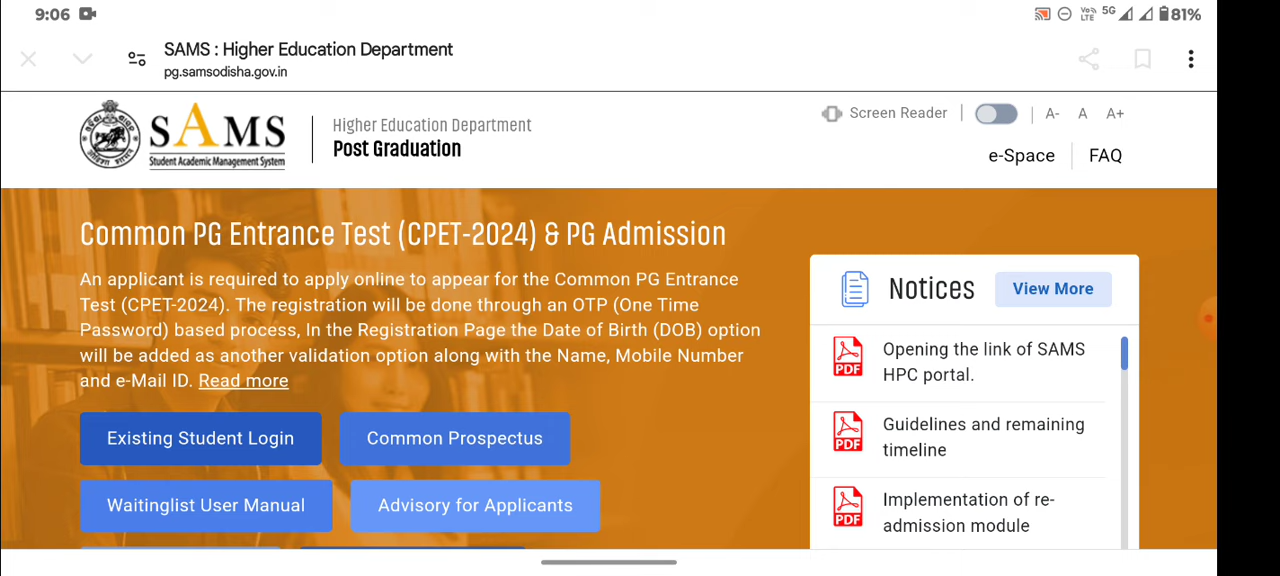 9:06
Vo LTE 5G 81%
SAMS : Higher Education Department
pg.samsodisha.gov.in
SAMS
Student Academic Management System
Higher Education Department
Post Graduation
Screen Reader
A- A A+
e-Space FAQ
Common PG Entrance Test (CPET-2024) & PG Admission
An applicant is required to apply online to appear for the Common PG Entrance
Test (CPET-2024). The registration will be done through an OTP (One Time
Password) based process, In the Registration Page the Date of Birth (DOB) option
will be added as another validation option along with the Name, Mobile Number
and e-Mail ID. Read more
Existing Student Login
Common Prospectus
Waitinglist User Manual
Advisory for Applicants
Notices View More
PDF
Opening the link of SAMS
HPC portal.
PDF
Guidelines and remaining
timeline
PDF
Implementation of re-
admission module